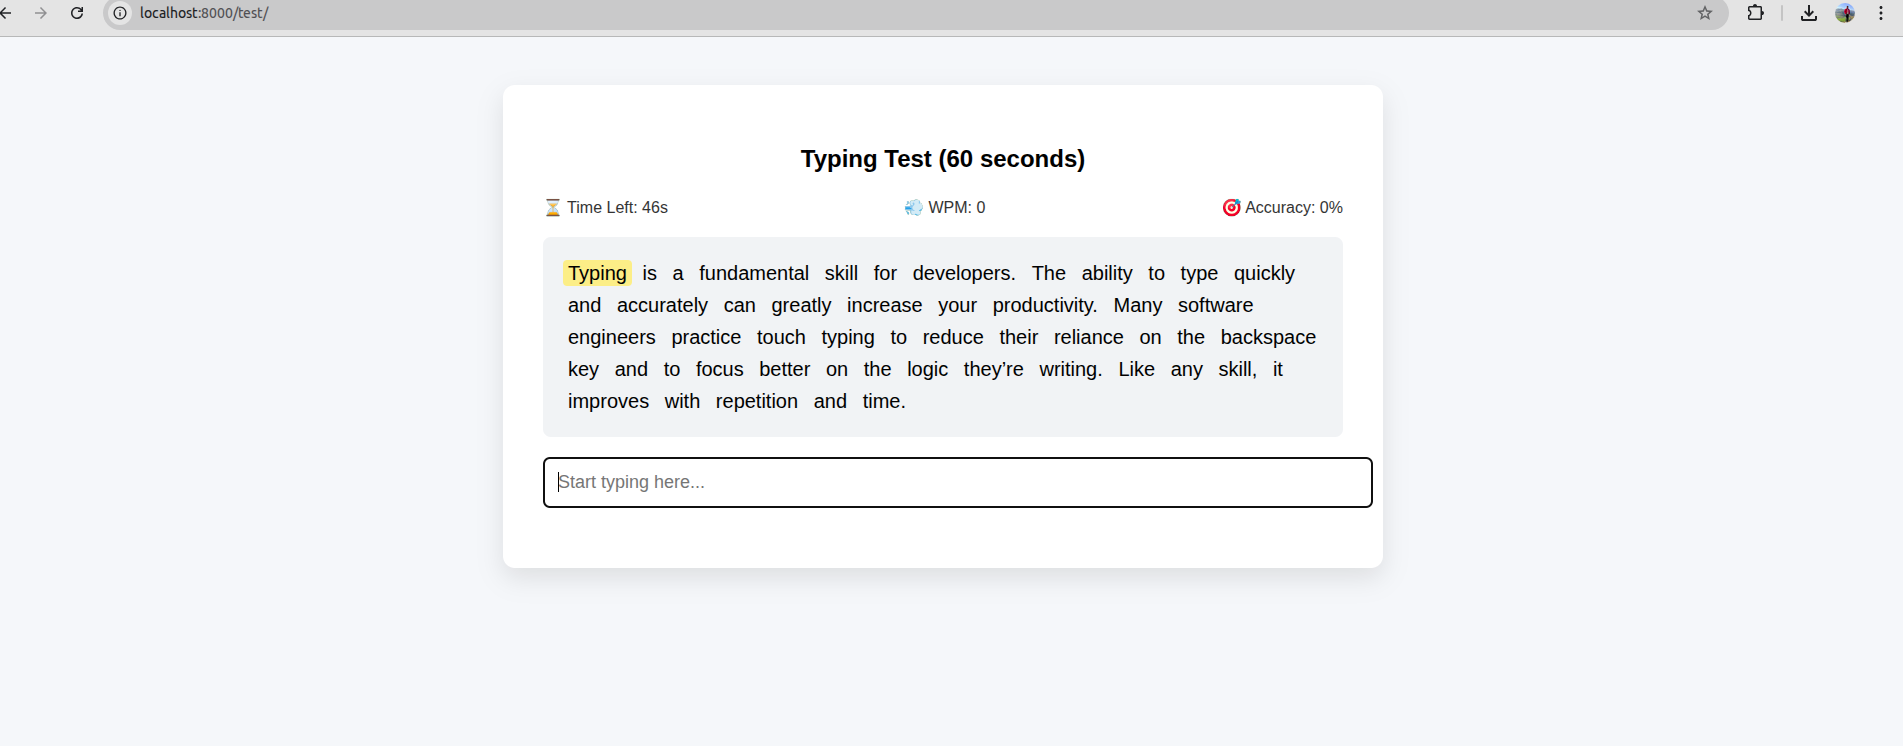 localhost:8000/test/
Typing Test (60 seconds)
⏳ Time Left: 46s 💨 WPM: 0 🎯 Accuracy: 0%
Typing is a fundamental skill for developers. The ability to type quickly
and accurately can greatly increase your productivity. Many software
engineers practice touch typing to reduce their reliance on the backspace
key and to focus better on the logic they’re writing. Like any skill, it
improves with repetition and time.
Start typing here...